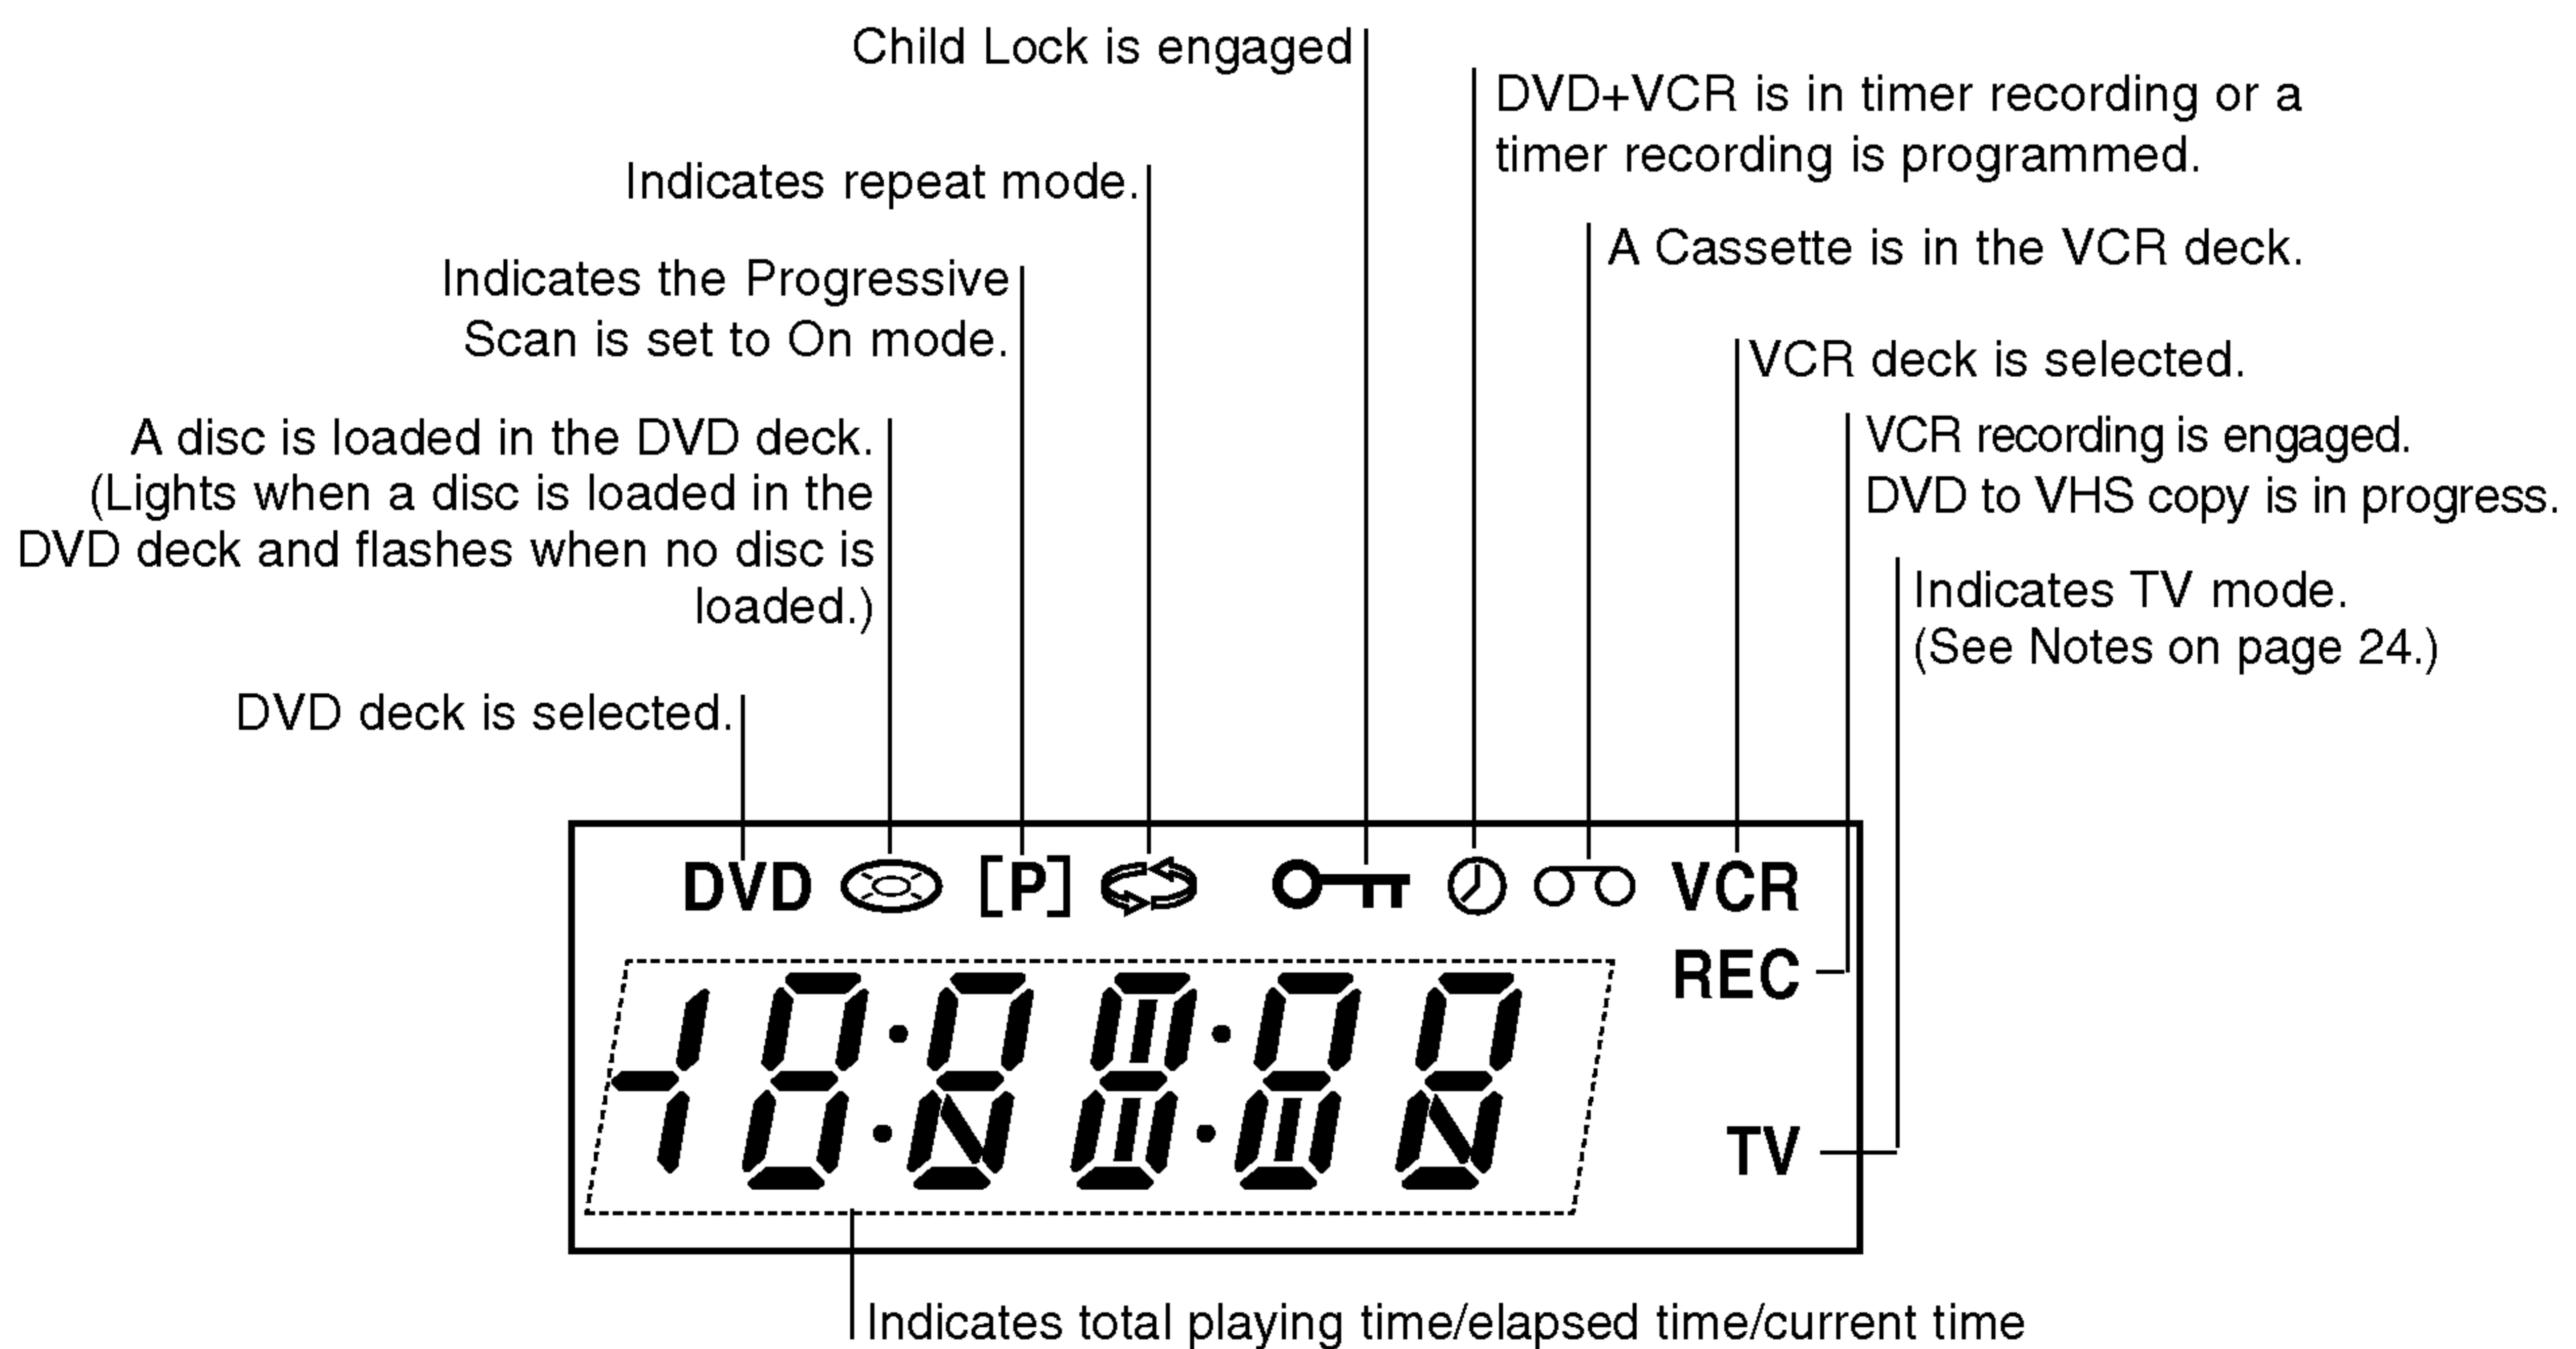 Child Lock is engaged
DVD+VCR is in timer recording or a
timer recording is programmed.
Indicates repeat mode.
A Cassette is in the VCR deck.
Indicates the Progressive
Scan is set to On mode.
VCR deck is selected.
A disc is loaded in the DVD deck.
(Lights when a disc is loaded in the
DVD deck and flashes when no disc is
loaded.)
VCR recording is engaged.
DVD to VHS copy is in progress.
Indicates TV mode.
(See Notes on page 24.)
DVD deck is selected.
DVD [P] VCR
REC
18:88:88
TV
Indicates total playing time/elapsed time/current time